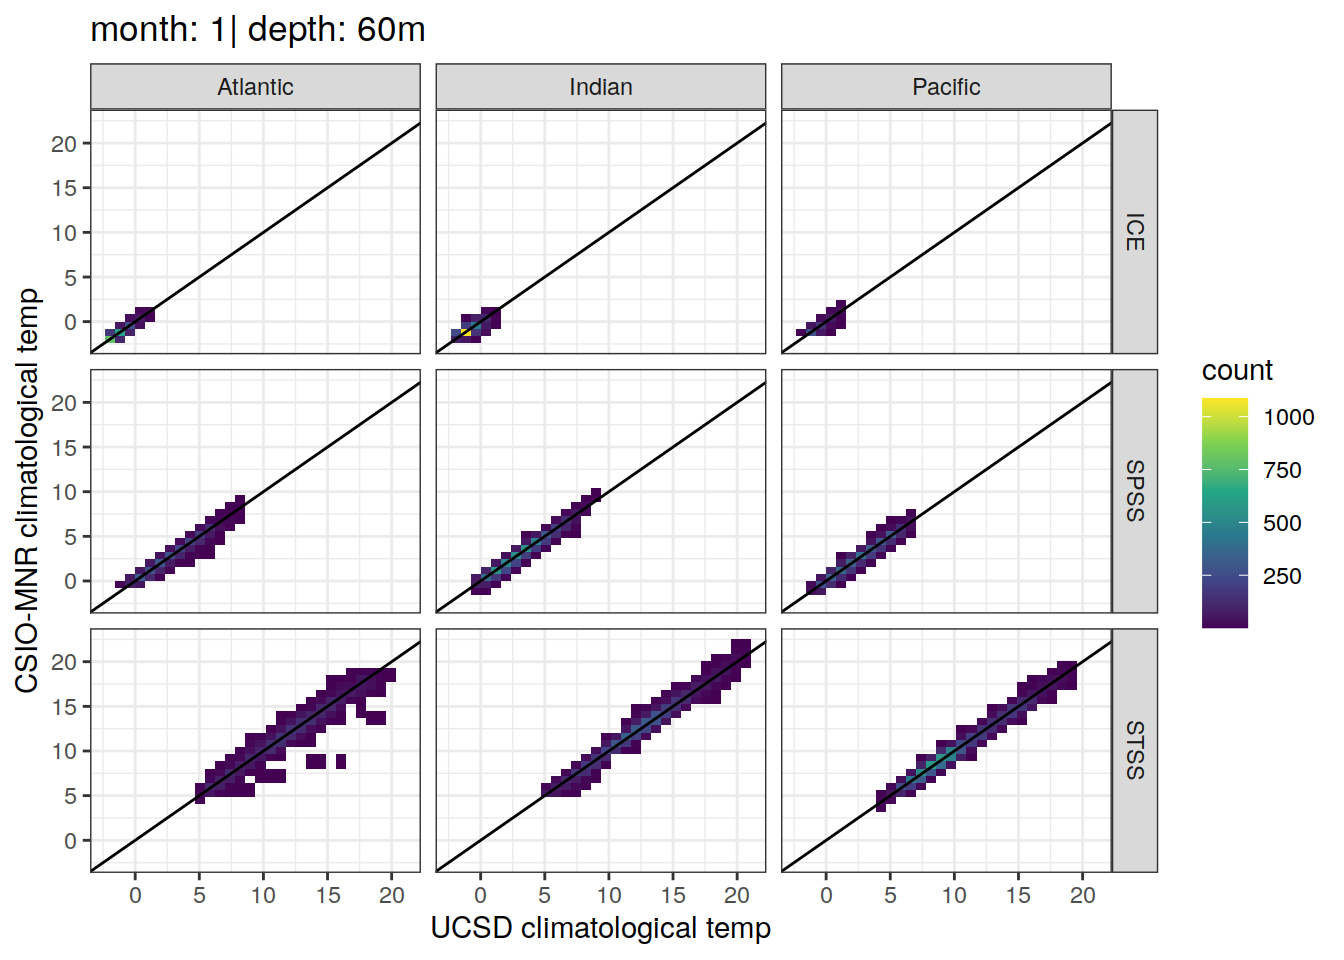 month: 1| depth: 60m
Atlantic
Indian
Pacific
20
15
10
5
0
ICE
20
15
10
5
0
SPSS
20
15
10
5
0
STSS
0 5 10 15 20
0 5 10 15 20
0 5 10 15 20
UCSD climatological temp
CSIO-MNR climatological temp
count
1000
750
500
250